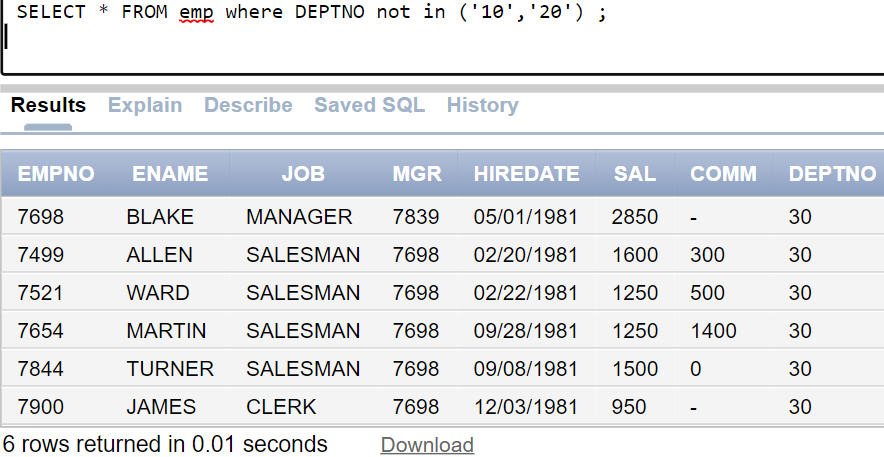 SELECT * FROM emp where DEPTNO not in ('10','20') ;
Results Explain Describe Saved SQL History
EMPNO ENAME JOB MGR HIREDATE SAL COMM DEPTNO
7698 BLAKE MANAGER 7839 05/01/1981 2850 - 30
7499 ALLEN SALESMAN 7698 02/20/1981 1600 300 30
7521 WARD SALESMAN 7698 02/22/1981 1250 500 30
7654 MARTIN SALESMAN 7698 09/28/1981 1250 1400 30
7844 TURNER SALESMAN 7698 09/08/1981 1500 0 30
7900 JAMES CLERK 7698 12/03/1981 950 - 30
6 rows returned in 0.01 seconds Download